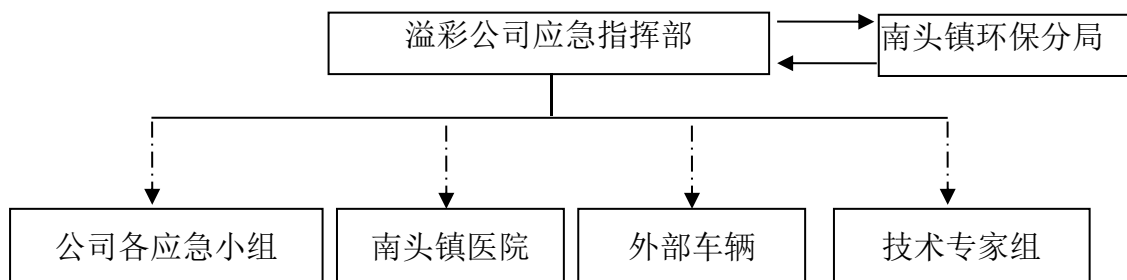 溢彩公司应急指挥部
南头镇环保分局
公司各应急小组
南头镇医院
外部车辆
技术专家组